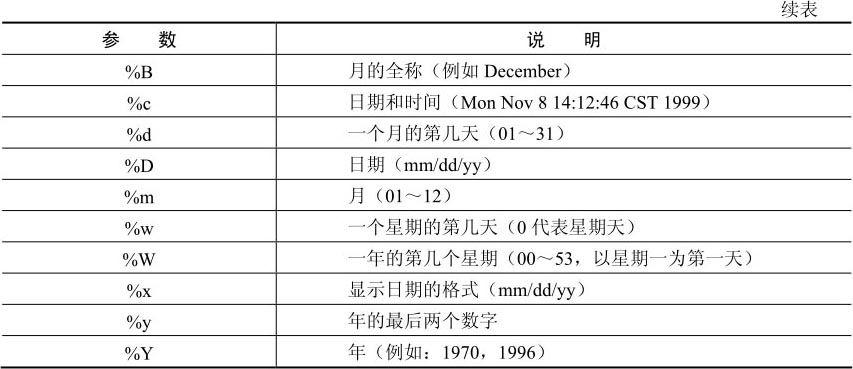 续表
参 数 说 明
%B 月的全称（例如 December）
%c 日期和时间（Mon Nov 8 14:12:46 CST 1999）
%d 一个月的第几天（01～31）
%D 日期（mm/dd/yy）
%m 月（01～12）
%w 一个星期的第几天（0 代表星期天）
%W 一年的第几个星期（00～53，以星期一为第一天）
%x 显示日期的格式（mm/dd/yy）
%y 年的最后两个数字
%Y 年（例如：1970，1996）